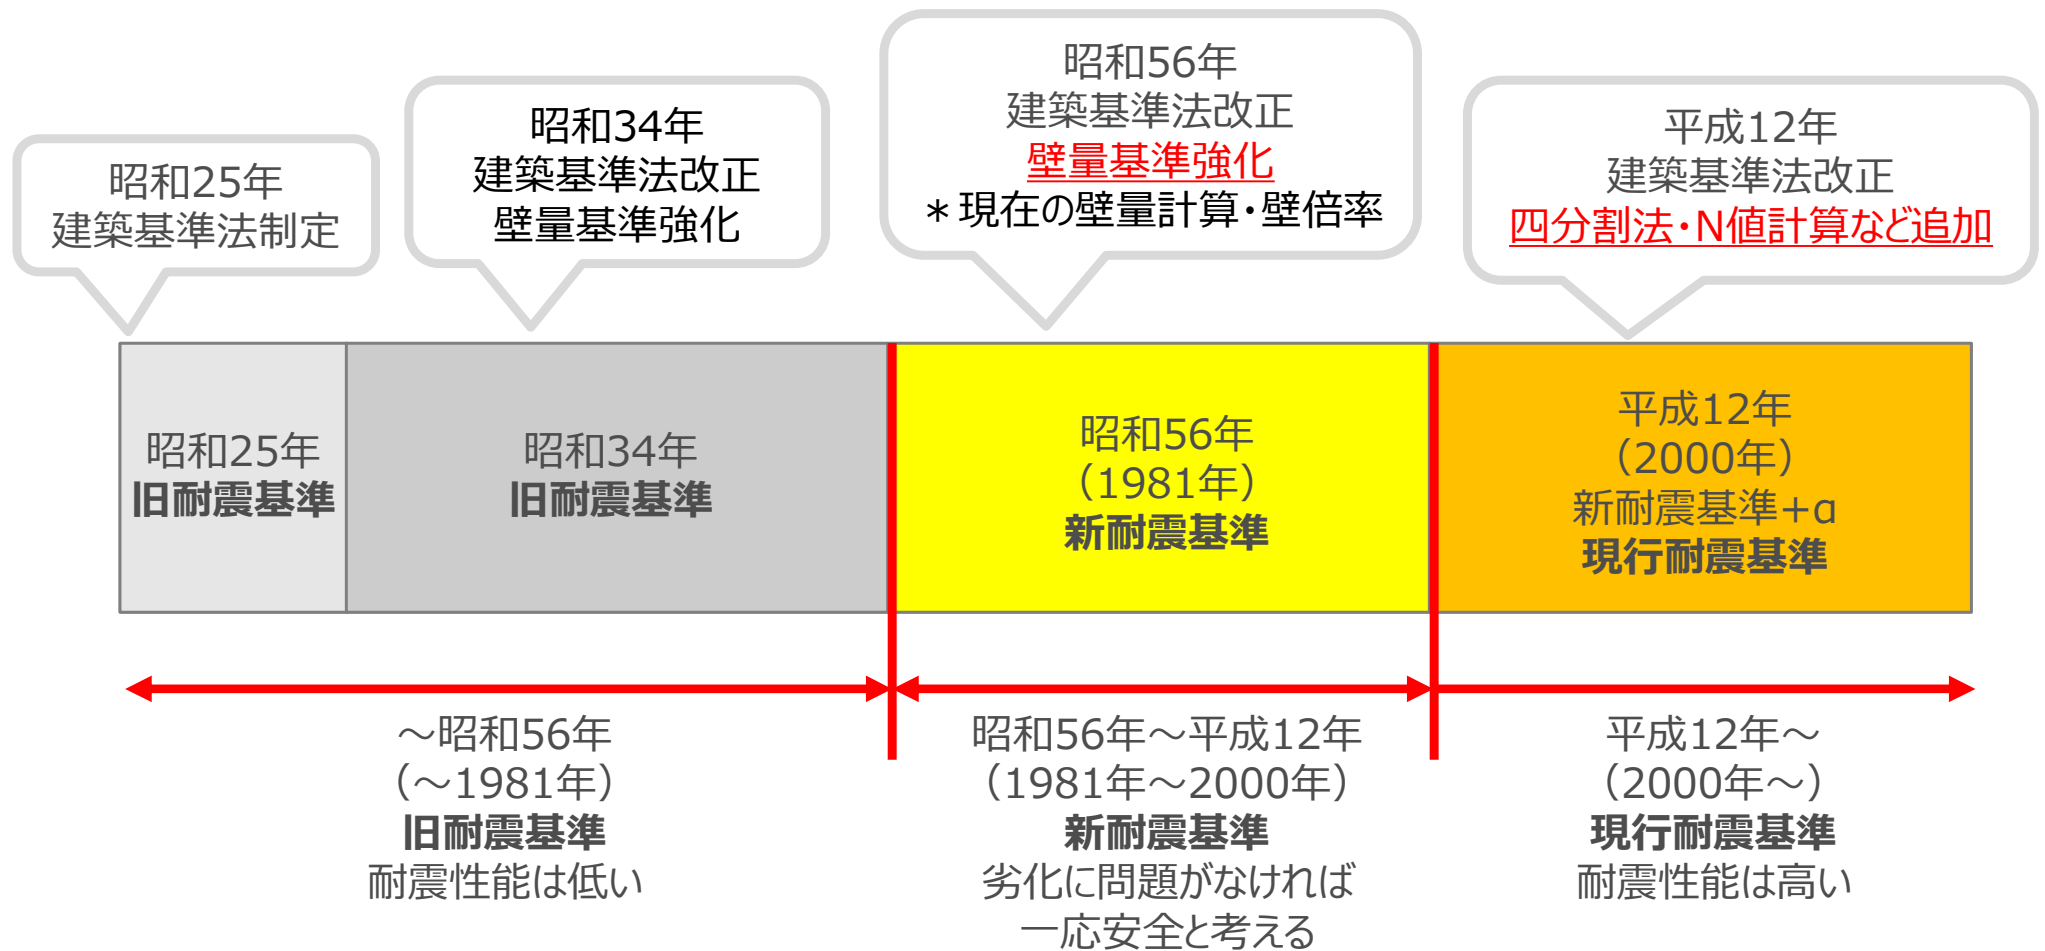 昭和25年
建築基準法制定
昭和34年
建築基準法改正
壁量基準強化
昭和56年
建築基準法改正
壁量基準強化
＊現在の壁量計算・壁倍率
平成12年
建築基準法改正
四分割法・N値計算など追加
昭和25年
旧耐震基準
昭和34年
旧耐震基準
昭和56年
（1981年）
新耐震基準
平成12年
（2000年）
新耐震基準+α
現行耐震基準
～昭和56年
（～1981年）
旧耐震基準
耐震性能は低い
昭和56年～平成12年
（1981年～2000年）
新耐震基準
劣化に問題がなければ
一応安全と考える
平成12年～
（2000年～）
現行耐震基準
耐震性能は高い